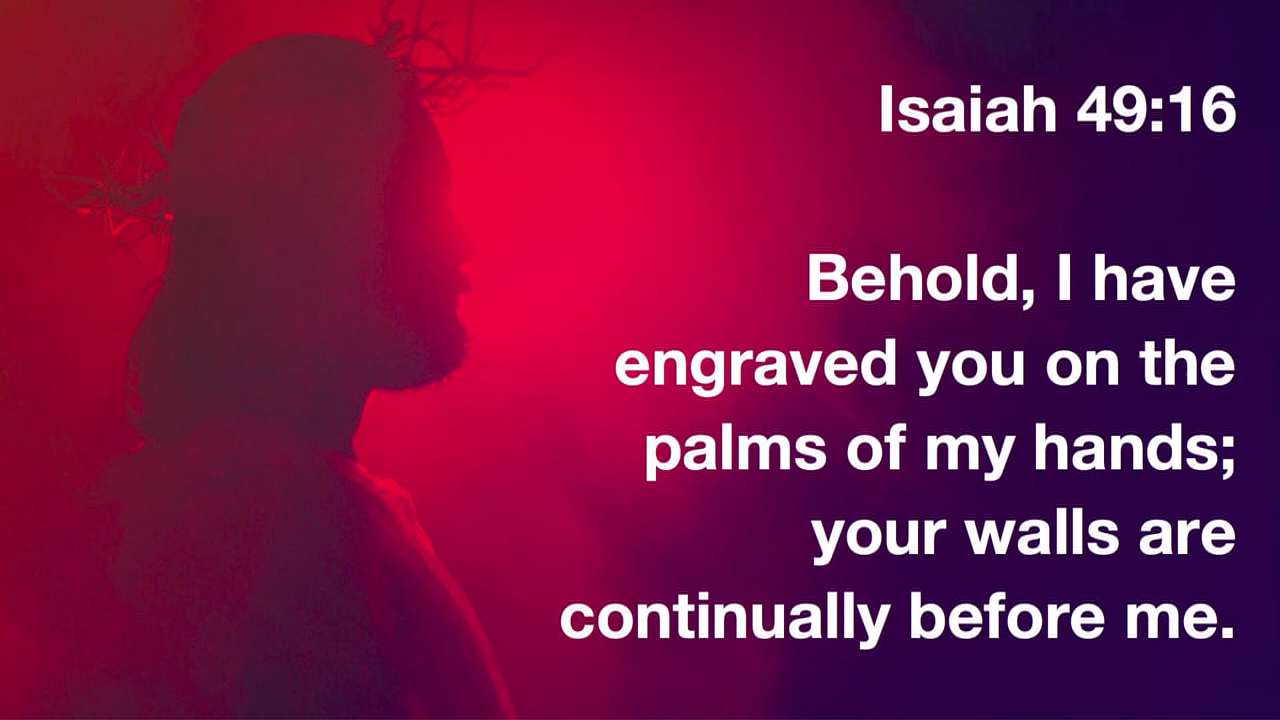 Isaiah 49:16
Behold, I have
engraved you on the
palms of my hands;
your walls are
continually before me.